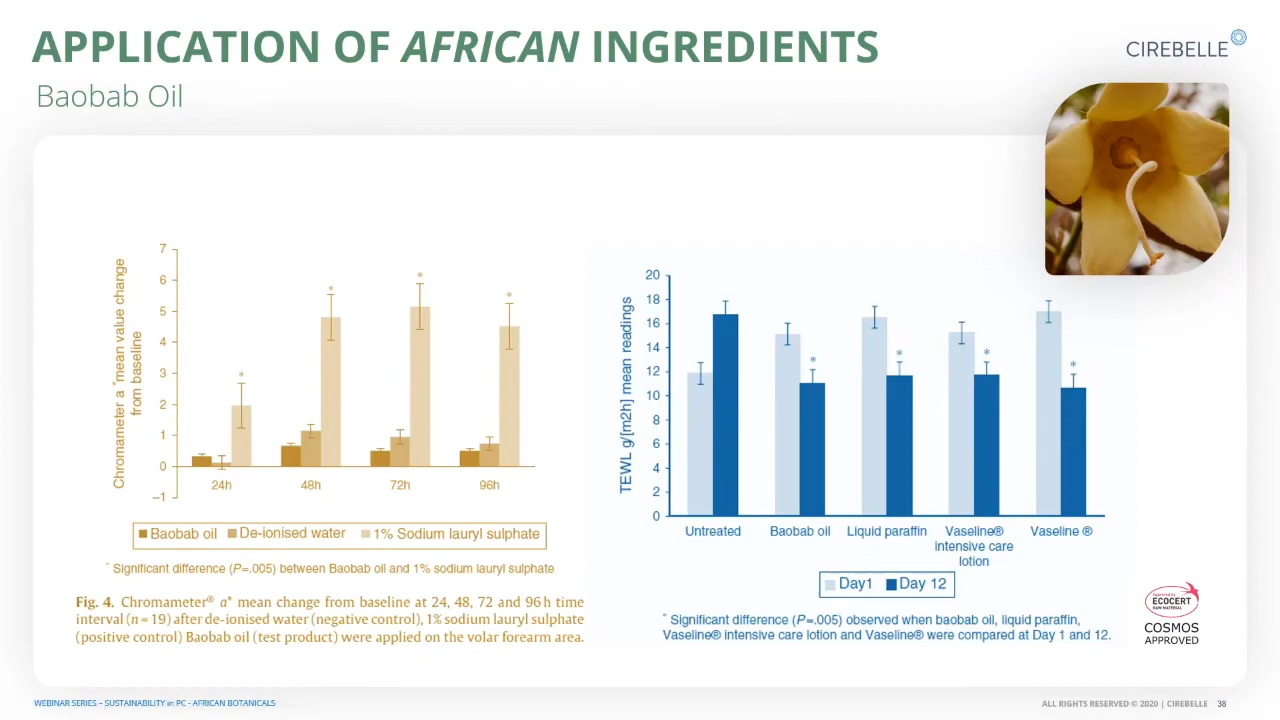 APPLICATION OF AFRICAN INGREDIENTS
CIREBELLE
Baobab Oil
Chromameter a *mean value change
from baseline
7
6
5
4
3
2
1
0
−1
*
*
*
*
24h
48h
72h
96h
Baobab oil
De-ionised water
1% Sodium lauryl sulphate
* Significant difference (P=.005) between Baobab oil and 1% sodium lauryl sulphate
Fig. 4. Chromameter® a* mean change from baseline at 24, 48, 72 and 96 h time
interval (n = 19) after de-ionised water (negative control), 1% sodium lauryl sulphate
(positive control) Baobab oil (test product) were applied on the volar forearm area.
TEWL g/[m2h] mean readings
20
18
16
14
12
10
8
6
4
2
0
*
*
*
*
Untreated
Baobab oil
Liquid paraffin
Vaseline®
intensive care
lotion
Vaseline ®
Day1
Day 12
* Significant difference (P=.005) observed when baobab oil, liquid paraffin,
Vaseline® intensive care lotion and Vaseline® were compared at Day 1 and 12.
Approved by
ECOCERT
RAW MATERIAL
COSMOS
APPROVED
WEBINAR SERIES – SUSTAINABILITY in PC - AFRICAN BOTANICALS
ALL RIGHTS RESERVED © 2020 | CIREBELLE 38